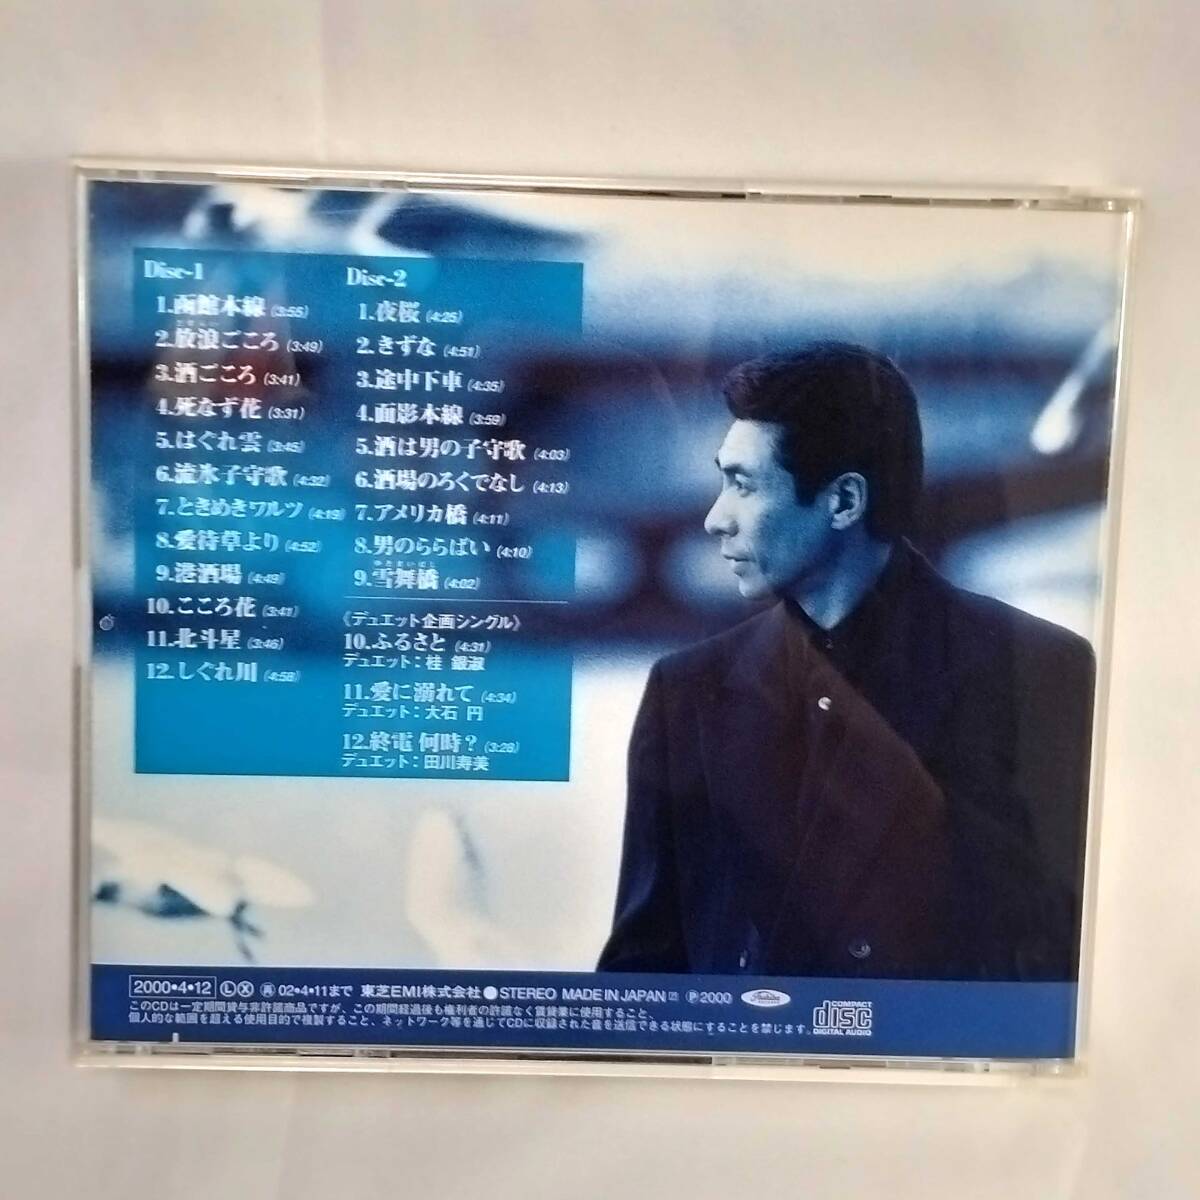 Disc-1
1.函館本線 (3:55)
2.放浪ごころ (3:49)
3.酒ごころ (3:41)
4.死なず花 (3:31)
5.はぐれ雲 (3:45)
6.流氷子守歌 (4:32)
7.ときめきワルツ (4:19)
8.愛待草より (4:52)
9.港酒場 (4:49)
10.こころ花 (3:41)
11.北斗星 (3:46)
12.しぐれ川 (4:58)
Disc-2
1.夜桜 (4:25)
2.きずな (4:51)
3.途中下車 (4:35)
4.面影本線 (3:59)
5.酒は男の子守歌 (4:03)
6.酒場のろくでなし (4:13)
7.アメリカ橋 (4:11)
8.男のららばい (4:10)
ゆきまいばし
9.雪舞橋 (4:02)
《デュエット企画シングル》
10.ふるさと (4:31)
デュエット：桂 銀淑
11.愛に溺れて (4:34)
デュエット：大石 円
12.終電 何時？ (3:28)
デュエット：田川寿美
2000•4•12 Ⓛ Ⓧ 再 02•4•11まで 東芝EMI株式会社●STEREO MADE IN JAPAN ℗2000
このCDは一定期間貸与非許諾商品ですが、この期間経過後も権利者の許諾なく賃貸業に使用すること、
個人的な範囲を超える使用目的で複製すること、ネットワーク等を通じてCDに収録された音を送信できる状態にすることを禁じます。
COMPACT
disc
DIGITAL AUDIO